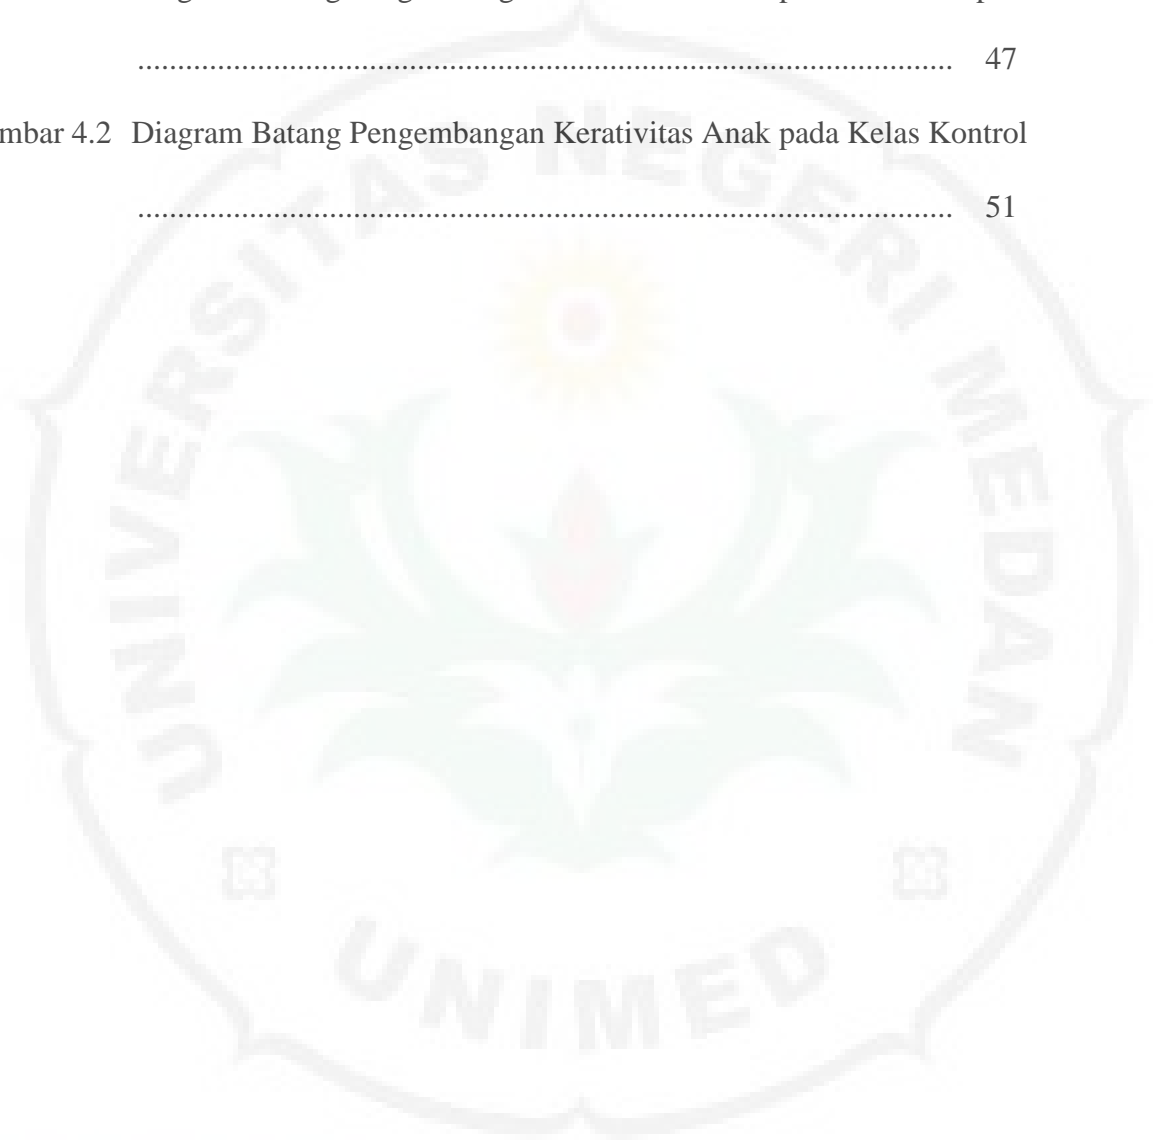 ................................................................................................ 47
mbar 4.2 Diagram Batang Pengembangan Kerativitas Anak pada Kelas Kontrol
................................................................................................ 51
UNIVERSITAS NEGERI MEDAN
UNIMED